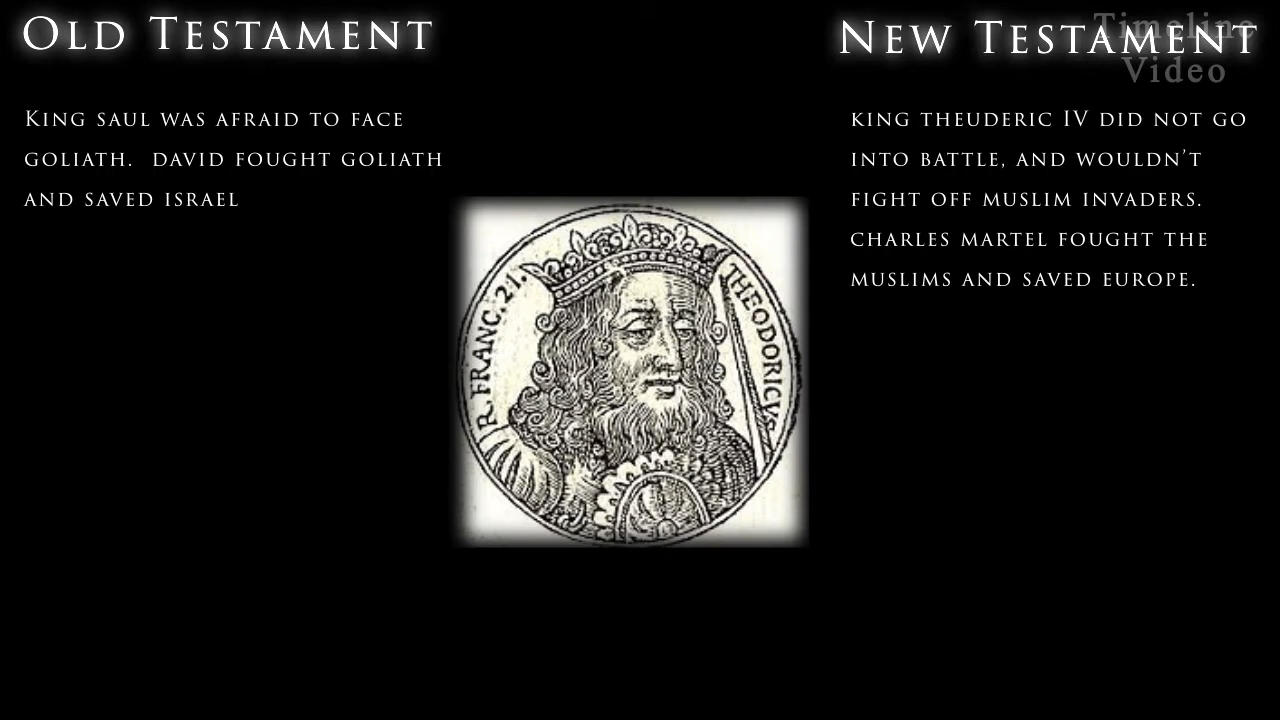 Old Testament
New Testament
Timeline
Video
King Saul was afraid to face
Goliath. David fought Goliath
and saved Israel
King Theuderic IV did not go
into battle, and wouldn't
fight off Muslim invaders.
Charles Martel fought the
Muslims and saved Europe.
R. FRANC. 21.
THEODORICVS